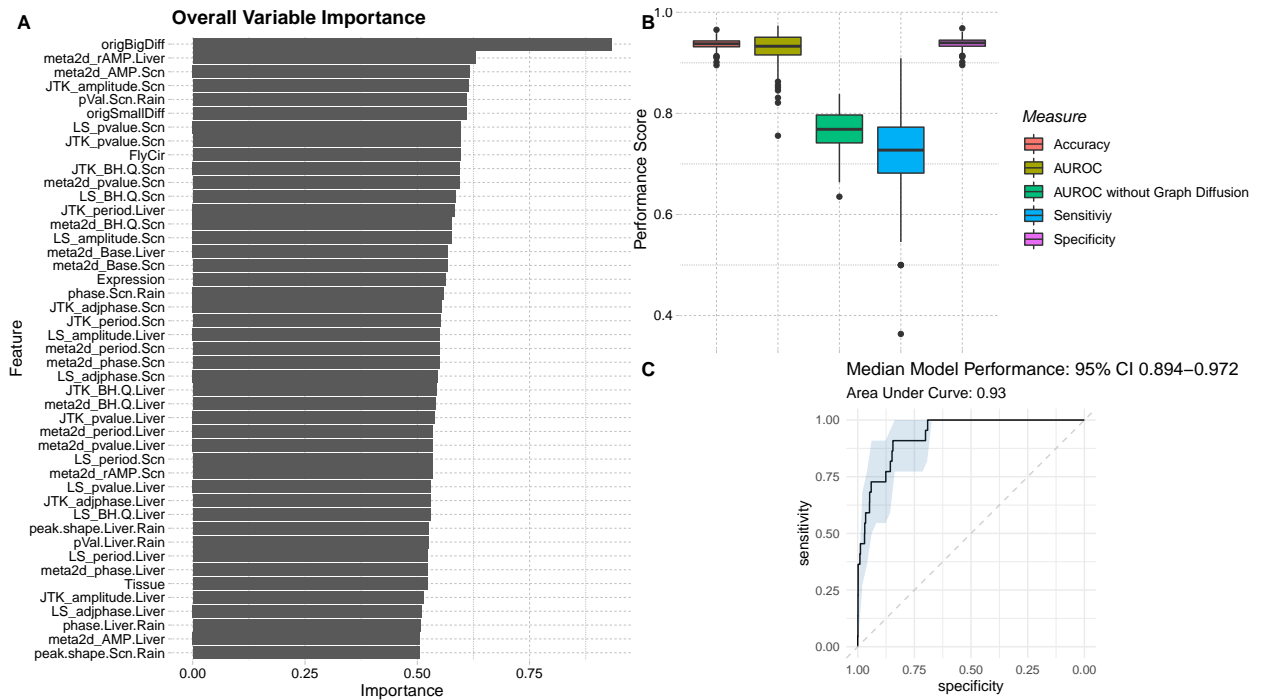 A
Overall Variable Importance
Feature
origBigDiff
meta2d_rAMP.Liver
meta2d_AMP.Scn
JTK_amplitude.Scn
pVal.Scn.Rain
origSmallDiff
LS_pvalue.Scn
JTK_pvalue.Scn
FlyCir
JTK_BH.Q.Scn
meta2d_pvalue.Scn
LS_BH.Q.Scn
JTK_period.Liver
meta2d_BH.Q.Scn
LS_amplitude.Scn
meta2d_Base.Liver
meta2d_Base.Scn
Expression
phase.Scn.Rain
JTK_adjphase.Scn
JTK_period.Scn
LS_amplitude.Liver
meta2d_period.Scn
meta2d_phase.Scn
LS_adjphase.Scn
JTK_BH.Q.Liver
meta2d_BH.Q.Liver
JTK_pvalue.Liver
meta2d_period.Liver
meta2d_pvalue.Liver
LS_period.Scn
meta2d_rAMP.Scn
LS_pvalue.Liver
JTK_adjphase.Liver
LS_BH.Q.Liver
peak.shape.Liver.Rain
pVal.Liver.Rain
LS_period.Liver
meta2d_phase.Liver
Tissue
JTK_amplitude.Liver
LS_adjphase.Liver
phase.Liver.Rain
meta2d_AMP.Liver
peak.shape.Scn.Rain
0.00 0.25 0.50 0.75
Importance
B
Performance Score
1.0
0.8
0.6
0.4
Measure
Accuracy
AUROC
AUROC without Graph Diffusion
Sensitiviy
Specificity
C
Median Model Performance: 95% CI 0.894−0.972
Area Under Curve: 0.93
sensitivity
1.00
0.75
0.50
0.25
0.00
1.00 0.75 0.50 0.25 0.00
specificity